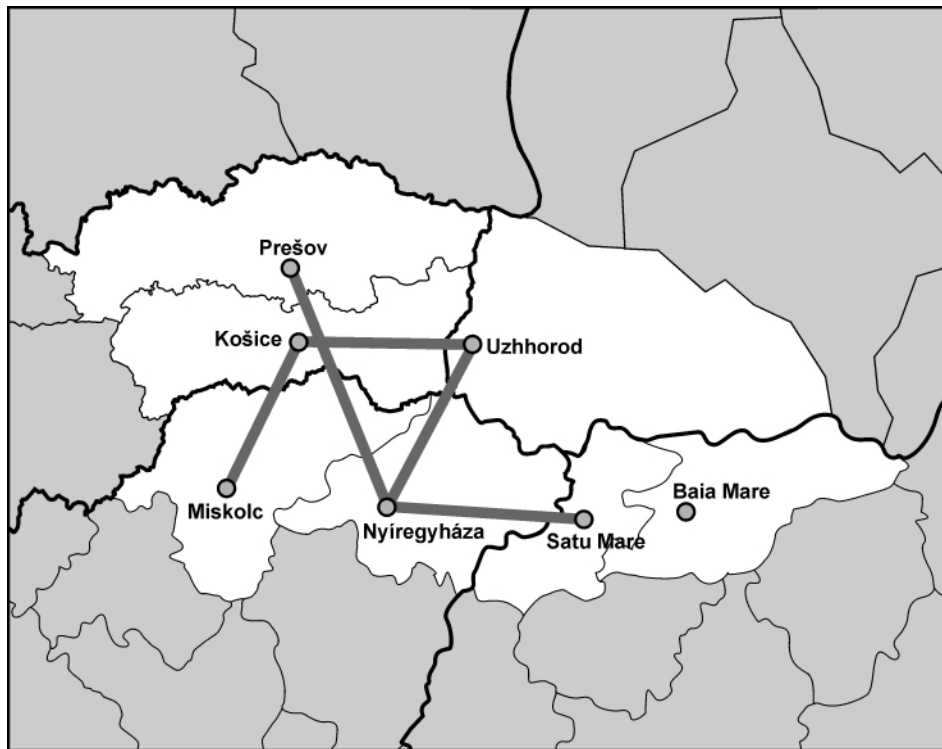 Prešov
Košice
Uzhhorod
Miskolc
Baia Mare
Nyíregyháza
Satu Mare